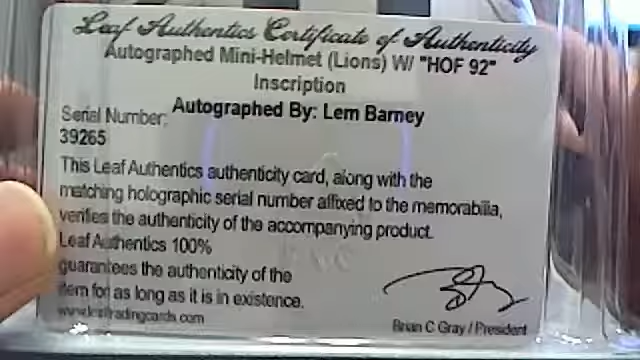 Leaf Authentics Certificate of Authenticity
Autographed Mini-Helmet (Lions) W/ "HOF 92"
Inscription
Autographed By: Lem Barney
Serial Number:
39265
This Leaf Authentics authenticity card, along with the
matching holographic serial number affixed to the memorabilia,
verifies the authenticity of the accompanying product.
Leaf Authentics 100%
guarantees the authenticity of the
item for as long as it is in existence.
www.leaftradingcards.com
Brian C Gray / President